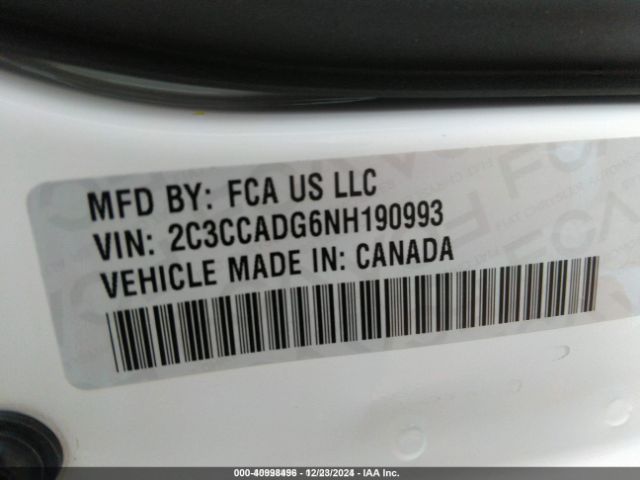 MFD BY: FCA US LLC
VIN: 2C3CCADG6NH190993
VEHICLE MADE IN: CANADA
000-40998496 - 12/23/2024 - IAA Inc.